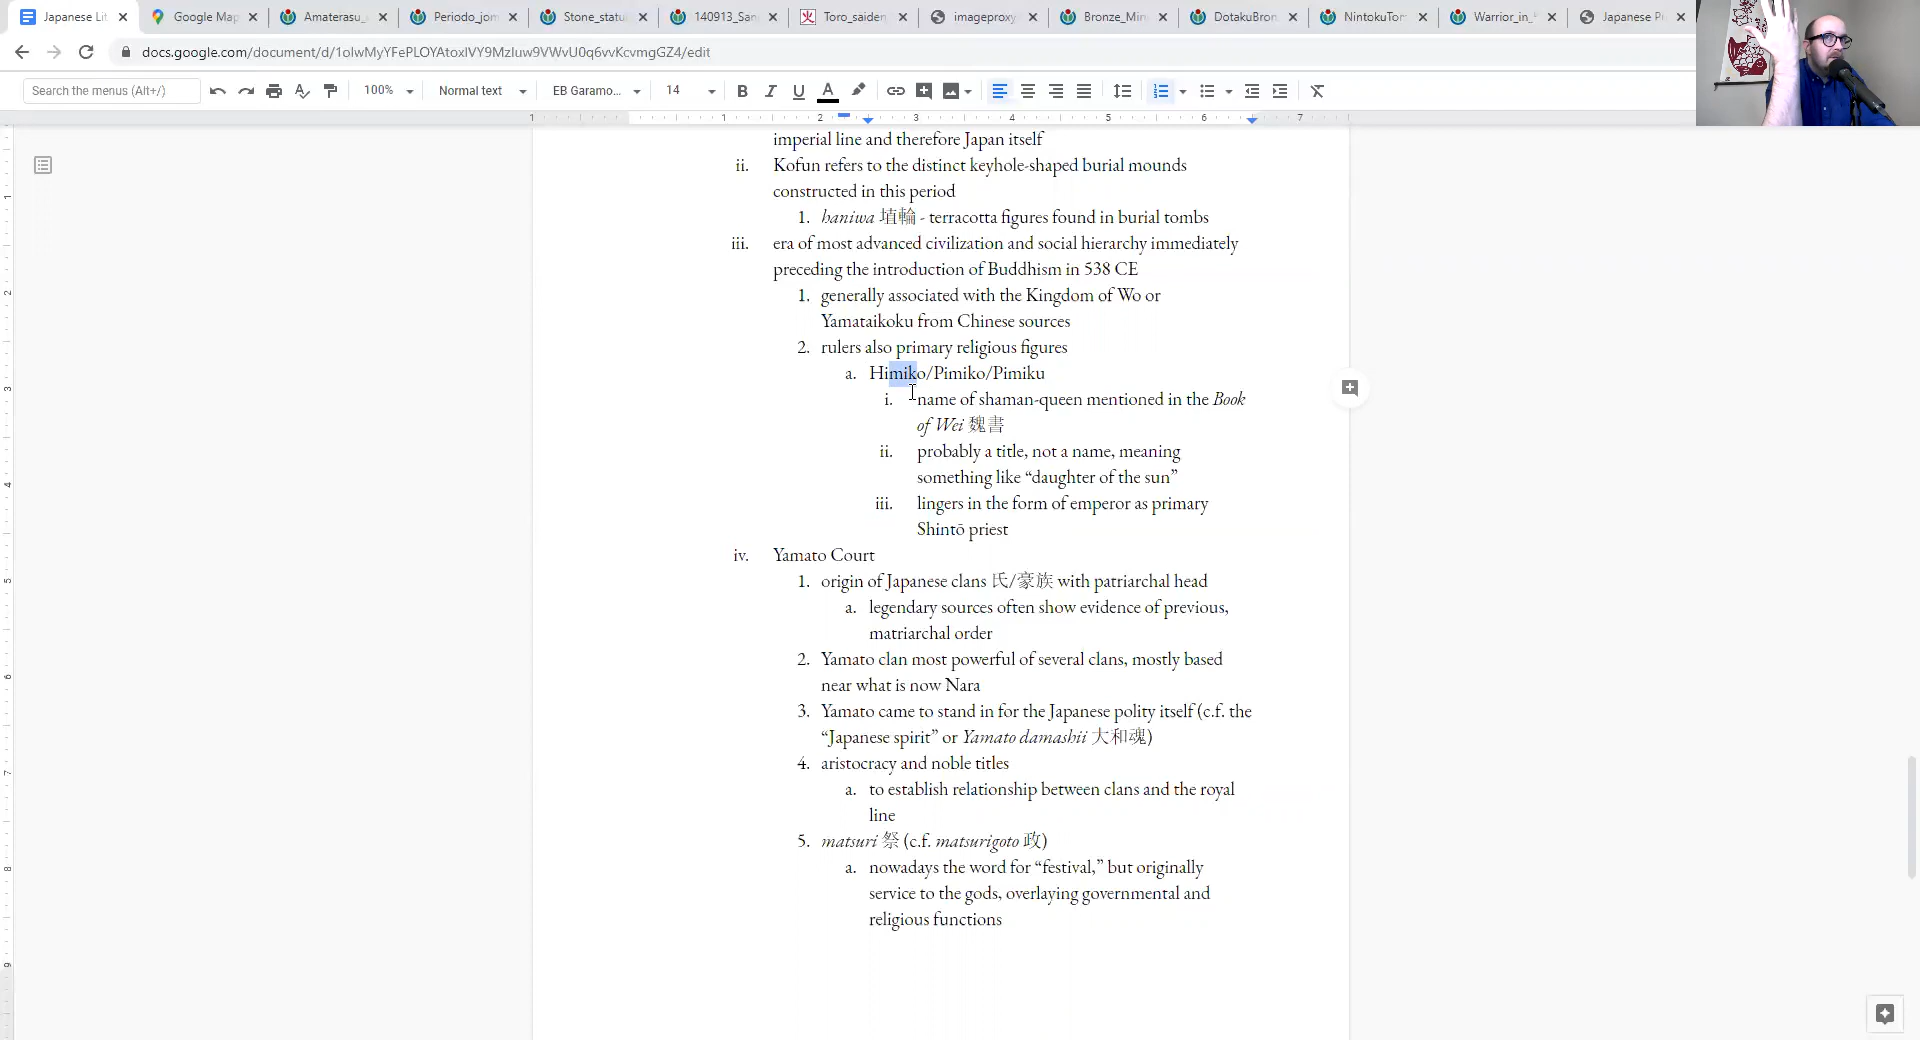 Japanese Lit
Google Map
Amaterasu_
Periodo_jom
Stone_statu
140913_San
Toro_saiden
imageproxy
Bronze_Min
DotakuBron
NintokuTom
Warrior_in_
Japanese P
docs.google.com/document/d/1olwMyYFePLOYAtoxIVY9MzIuw9VWvU0q6vvKcvmgGZ4/edit
Search the menus (Alt+/)
100%
Normal text
EB Garamo...
14
imperial line and therefore Japan itself
ii. Kofun refers to the distinct keyhole-shaped burial mounds
constructed in this period
1. haniwa 埴輪 - terracotta figures found in burial tombs
iii. era of most advanced civilization and social hierarchy immediately
preceding the introduction of Buddhism in 538 CE
1. generally associated with the Kingdom of Wo or
Yamataikoku from Chinese sources
2. rulers also primary religious figures
a. Himiko/Pimiko/Pimiku
i. name of shaman-queen mentioned in the Book
of Wei 魏書
ii. probably a title, not a name, meaning
something like “daughter of the sun”
iii. lingers in the form of emperor as primary
Shintō priest
iv. Yamato Court
1. origin of Japanese clans 氏/豪族 with patriarchal head
a. legendary sources often show evidence of previous,
matriarchal order
2. Yamato clan most powerful of several clans, mostly based
near what is now Nara
3. Yamato came to stand in for the Japanese polity itself (c.f. the
“Japanese spirit” or Yamato damashii 大和魂)
4. aristocracy and noble titles
a. to establish relationship between clans and the royal
line
5. matsuri 祭 (c.f. matsurigoto 政)
a. nowadays the word for “festival,” but originally
service to the gods, overlaying governmental and
religious functions